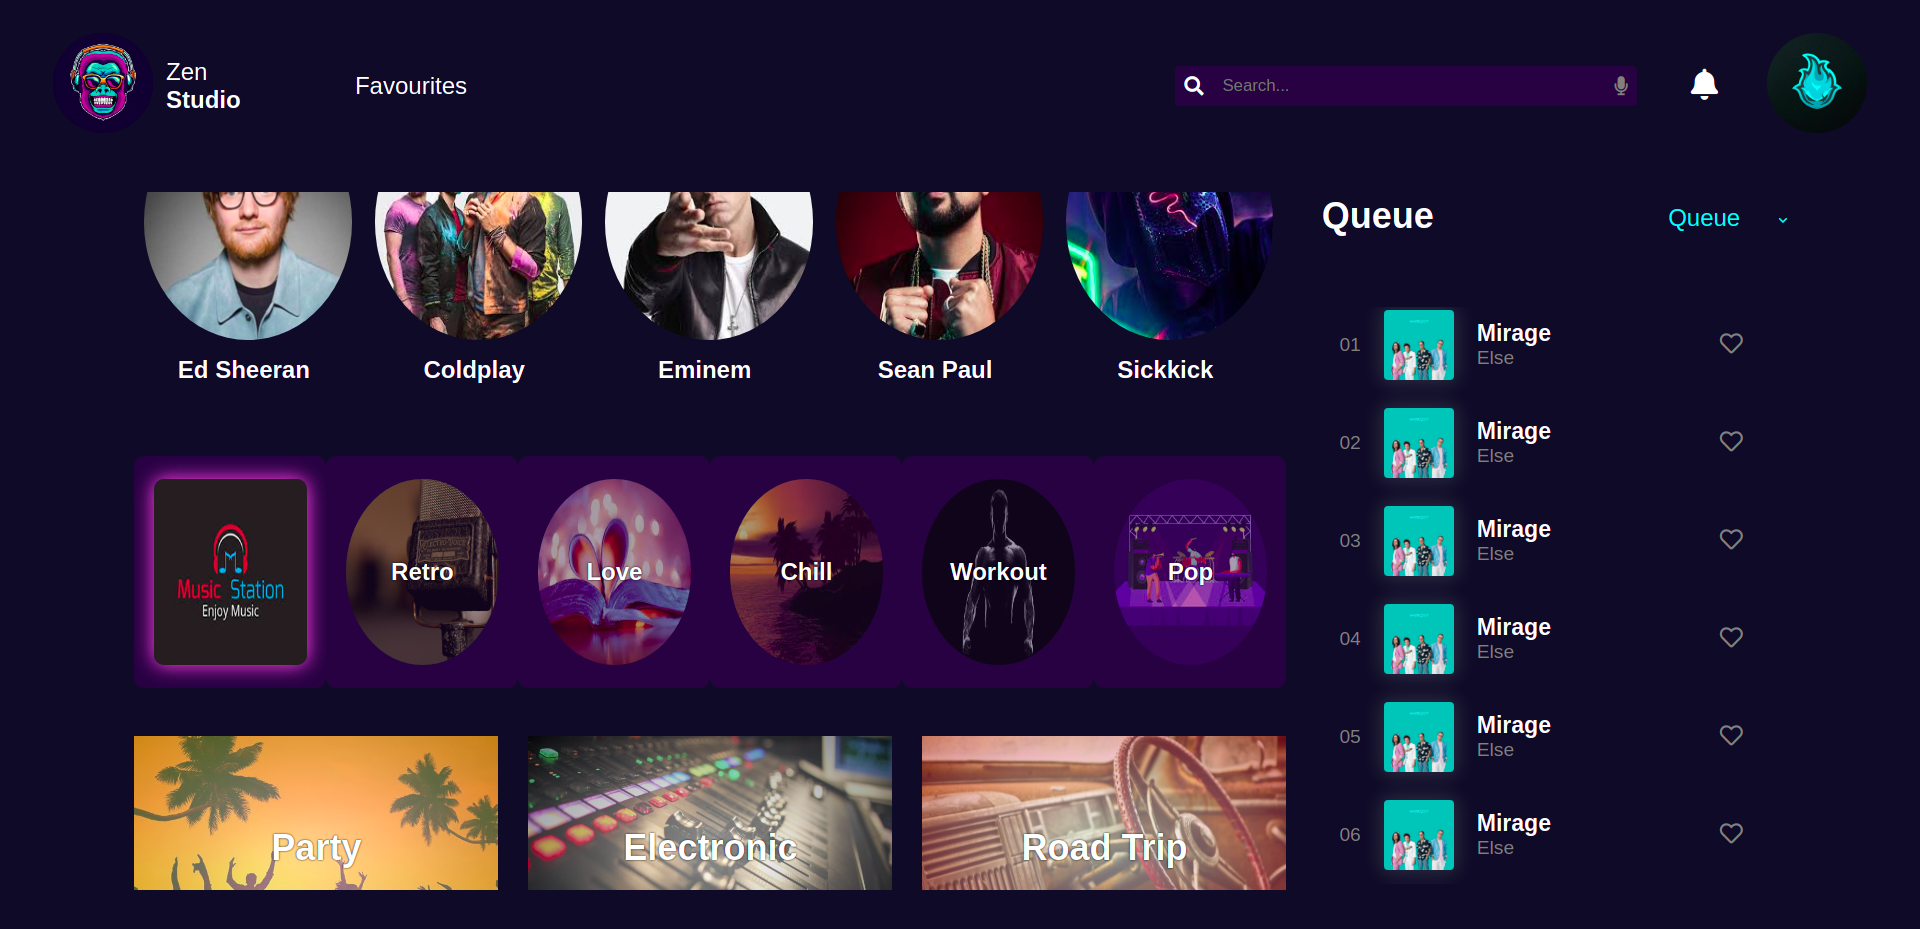 Zen
Studio
Favourites
Search...
Ed Sheeran
Coldplay
Eminem
Sean Paul
Sickkick
Music Station
Enjoy Music
Retro
Love
Chill
Workout
Pop
Party
Electronic
Road Trip
Queue
Queue
01
Mirage
Else
02
Mirage
Else
03
Mirage
Else
04
Mirage
Else
05
Mirage
Else
06
Mirage
Else